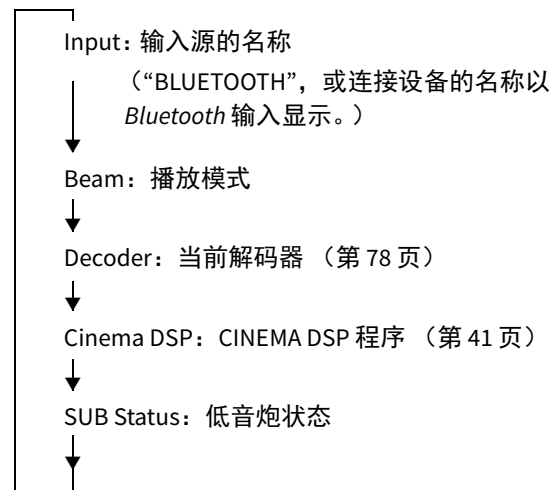 Input：输入源的名称
（“BLUETOOTH”，或连接设备的名称以
Bluetooth 输入显示。）
Beam：播放模式
Decoder：当前解码器 （第 78 页）
Cinema DSP：CINEMA DSP 程序 （第 41 页）
SUB Status：低音炮状态